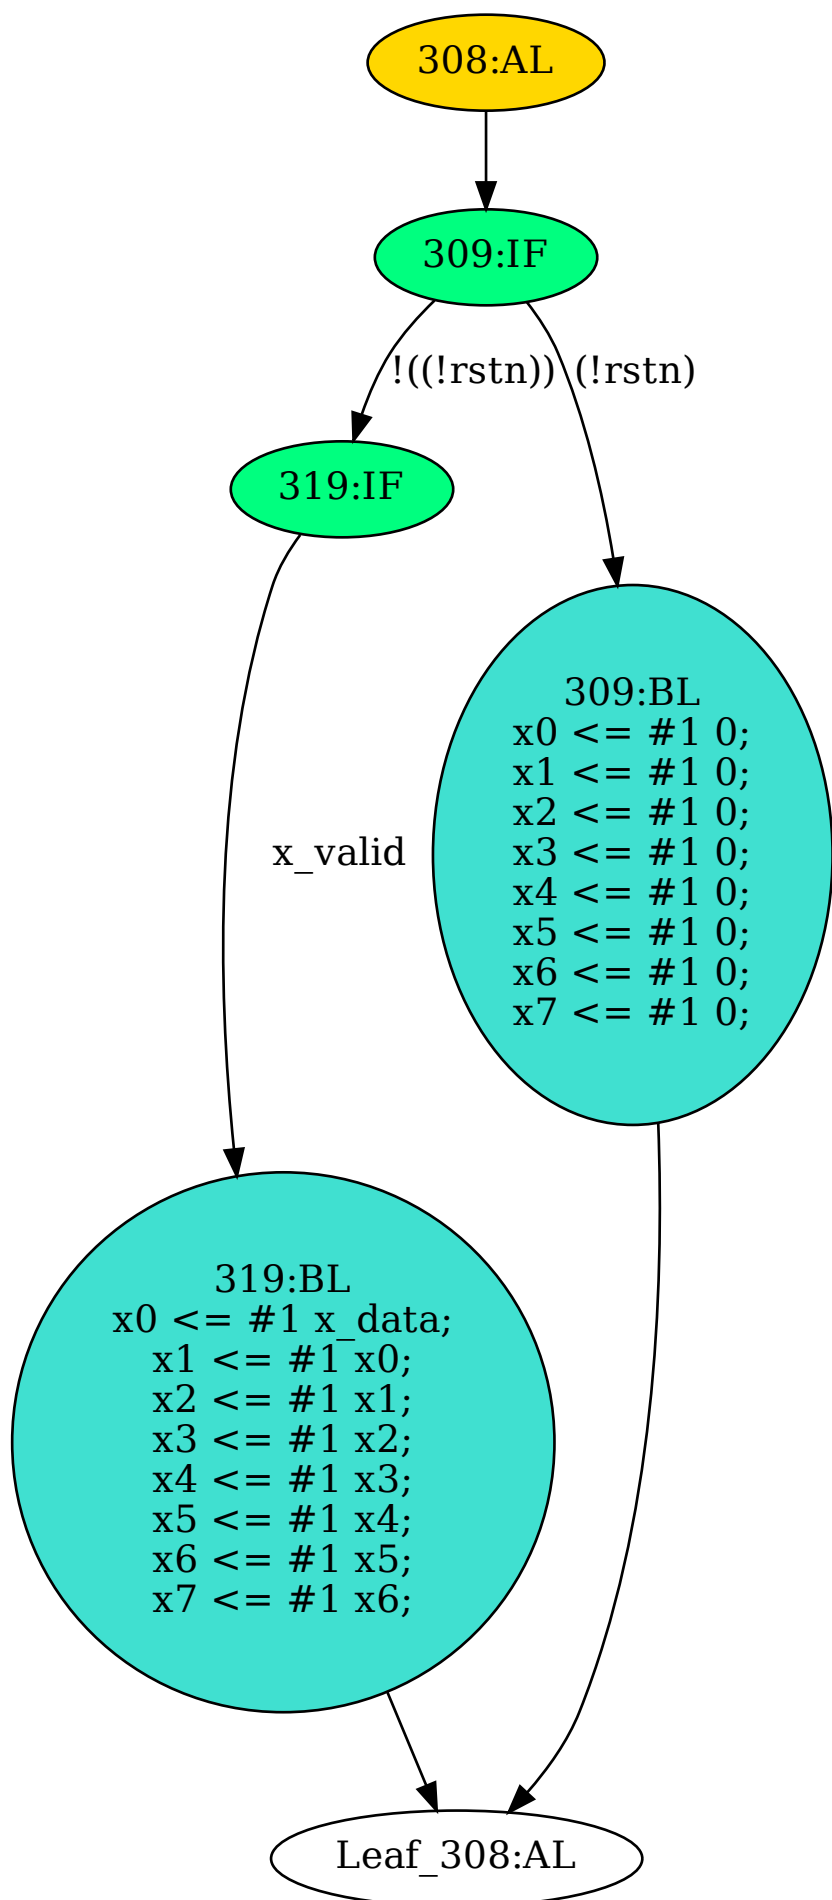 308:AL
309:IF
!((!rstn))
(!rstn)
319:IF
309:BL
x0 <= #1 0;
x1 <= #1 0;
x2 <= #1 0;
x3 <= #1 0;
x4 <= #1 0;
x5 <= #1 0;
x6 <= #1 0;
x7 <= #1 0;
x_valid
319:BL
x0 <= #1 x_data;
x1 <= #1 x0;
x2 <= #1 x1;
x3 <= #1 x2;
x4 <= #1 x3;
x5 <= #1 x4;
x6 <= #1 x5;
x7 <= #1 x6;
Leaf_308:AL